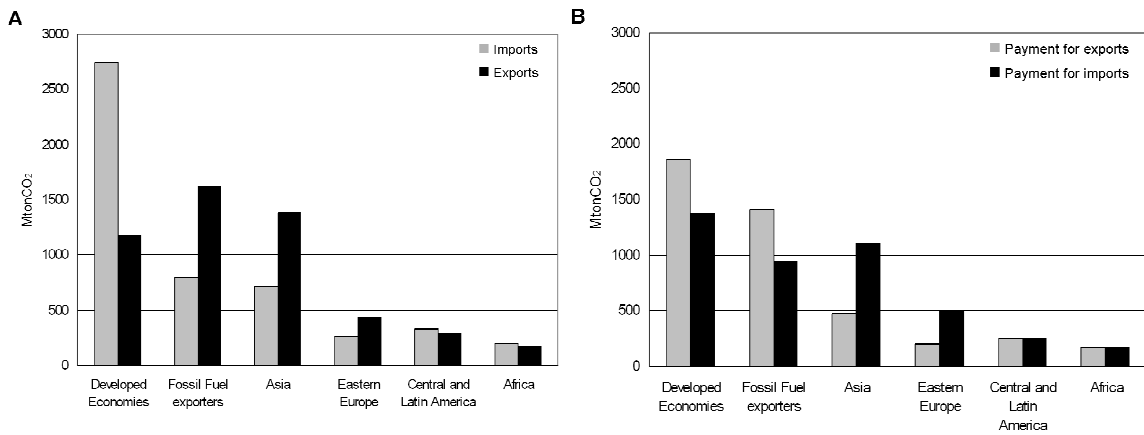 A
3000
2500
2000
1500
1000
500
0
MtonCO₂
Imports
Exports
Developed
Economies
Fossil Fuel
exporters
Asia
Eastern
Europe
Central and
Latin America
Africa
B
3000
2500
2000
1500
1000
500
0
MtonCO₂
Payment for exports
Payment for imports
Developed
Economies
Fossil Fuel
exporters
Asia
Eastern
Europe
Central and
Latin
America
Africa